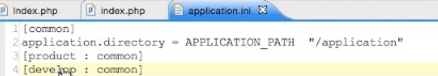 Index.php index.php application.ini
1 [common]
2 application.directory = APPLICATION_PATH "/application"
3 [product : common]
4 [develop : common]